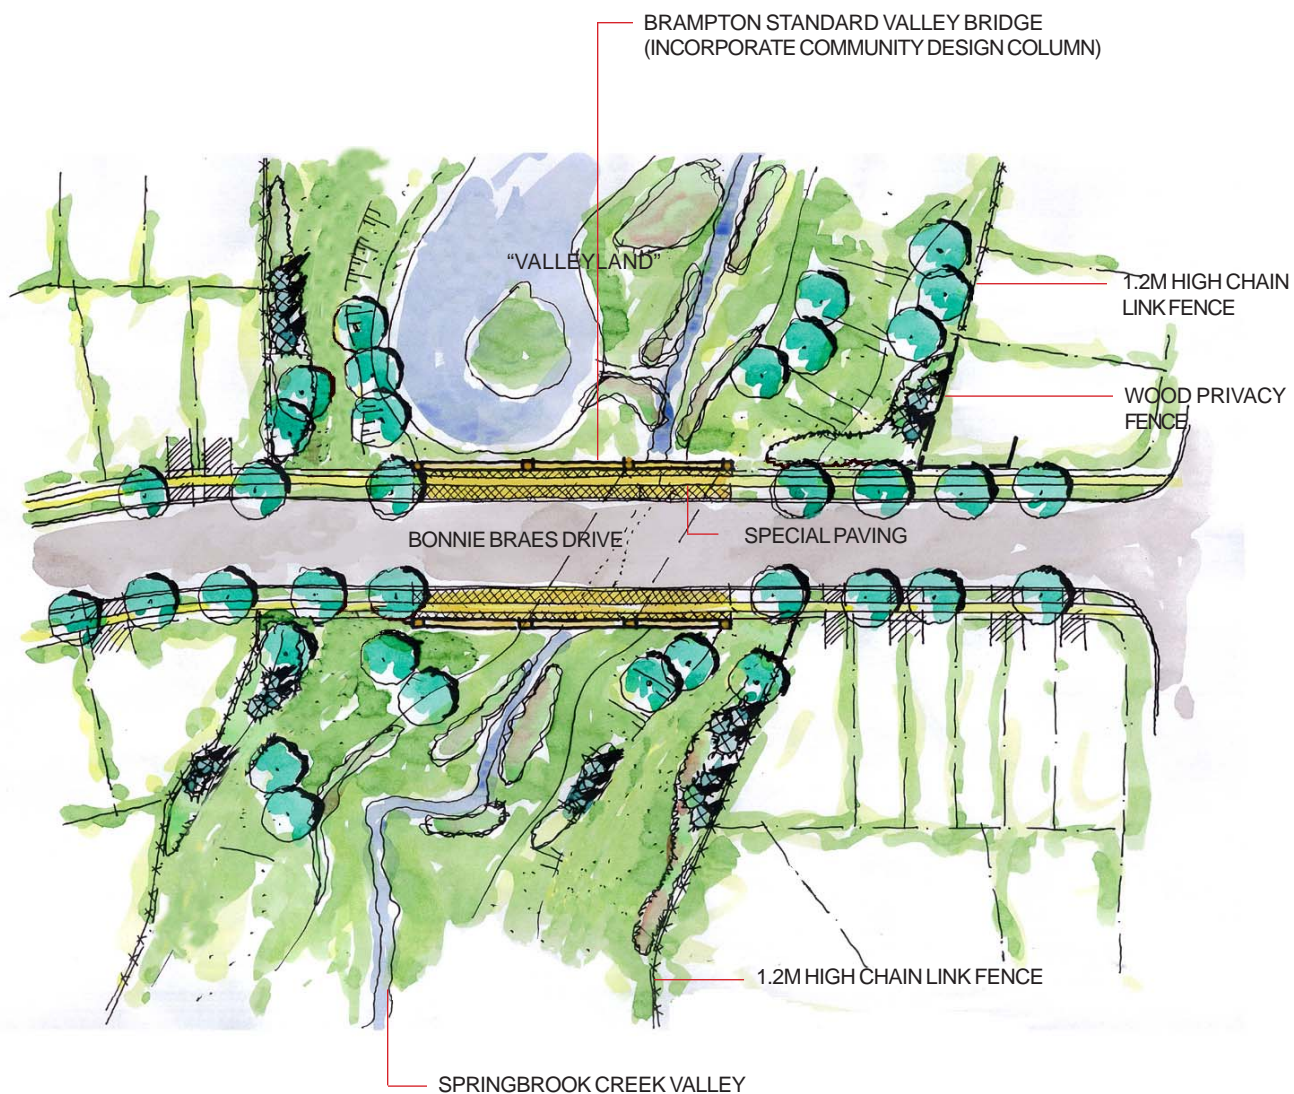 BRAMPTON STANDARD VALLEY BRIDGE
(INCORPORATE COMMUNITY DESIGN COLUMN)
“VALLEYLAND”
1.2M HIGH CHAIN
LINK FENCE
WOOD PRIVACY
FENCE
BONNIE BRAES DRIVE
SPECIAL PAVING
1.2M HIGH CHAIN LINK FENCE
SPRINGBROOK CREEK VALLEY